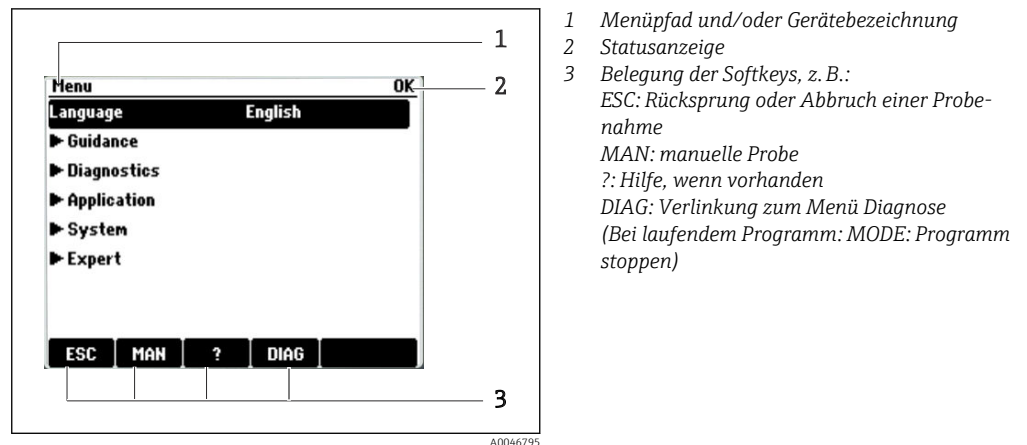 1
Menu OK
2
Language English
Guidance
Diagnostics
Application
System
Expert
ESC MAN ? DIAG
3
A0046795
1 Menüpfad und/oder Gerätebezeichnung
2 Statusanzeige
3 Belegung der Softkeys, z. B.:
ESC: Rücksprung oder Abbruch einer Probe-
nahme
MAN: manuelle Probe
?: Hilfe, wenn vorhanden
DIAG: Verlinkung zum Menü Diagnose
(Bei laufendem Programm: MODE: Programm
stoppen)